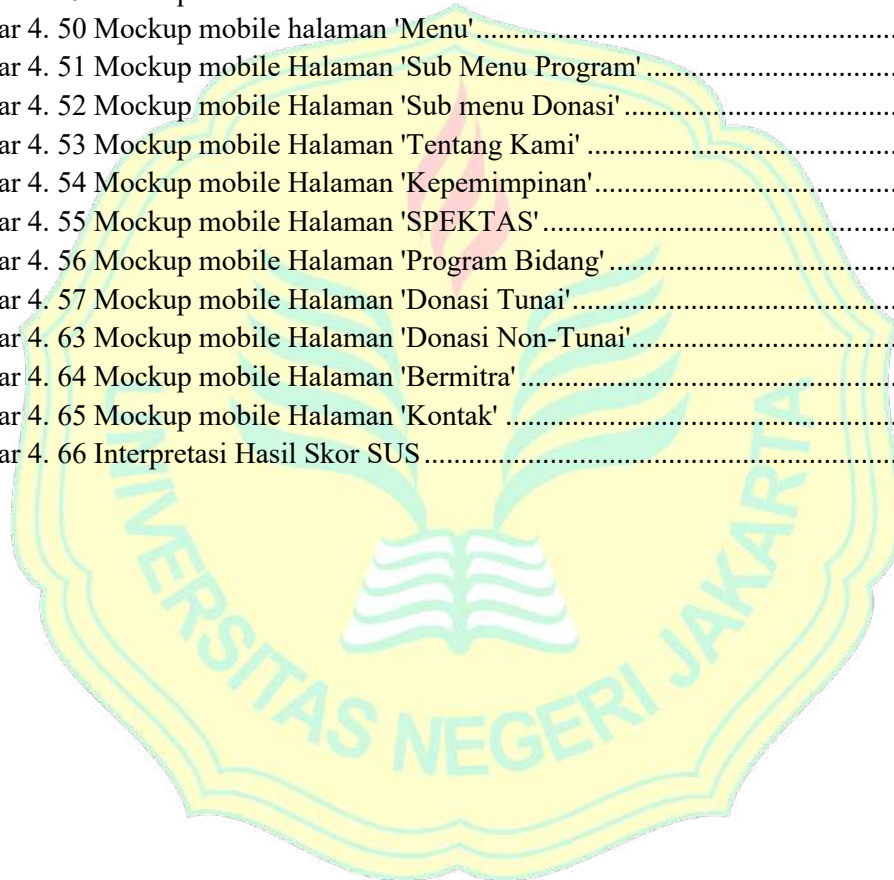 ar 4. 50 Mockup mobile halaman 'Menu'
ar 4. 51 Mockup mobile Halaman 'Sub Menu Program'
ar 4. 52 Mockup mobile Halaman 'Sub menu Donasi'
ar 4. 53 Mockup mobile Halaman 'Tentang Kami'
ar 4. 54 Mockup mobile Halaman 'Kepemimpinan'
ar 4. 55 Mockup mobile Halaman 'SPEKTAS'
ar 4. 56 Mockup mobile Halaman 'Program Bidang'
ar 4. 57 Mockup mobile Halaman 'Donasi Tunai'
ar 4. 63 Mockup mobile Halaman 'Donasi Non-Tunai'
ar 4. 64 Mockup mobile Halaman 'Bermitra'
ar 4. 65 Mockup mobile Halaman 'Kontak'
ar 4. 66 Interpretasi Hasil Skor SUS
UNIVERSITAS NEGERI JAKARTA